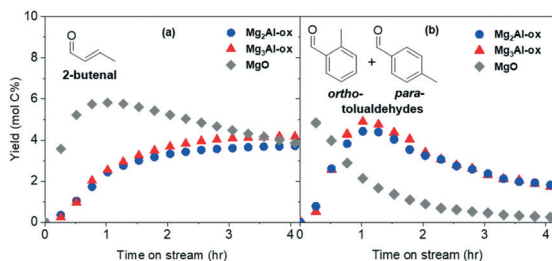 10
8
6
4
2
0
Yield (mol C%)
O
2-butenal
(a)
Mg₂Al-ox
Mg₃Al-ox
MgO
0
1
2
3
4
Time on stream (hr)
O
+
O
ortho- para-
tolualdehydes
(b)
Mg₂Al-ox
Mg₃Al-ox
MgO
0
1
2
3
4
Time on stream (hr)